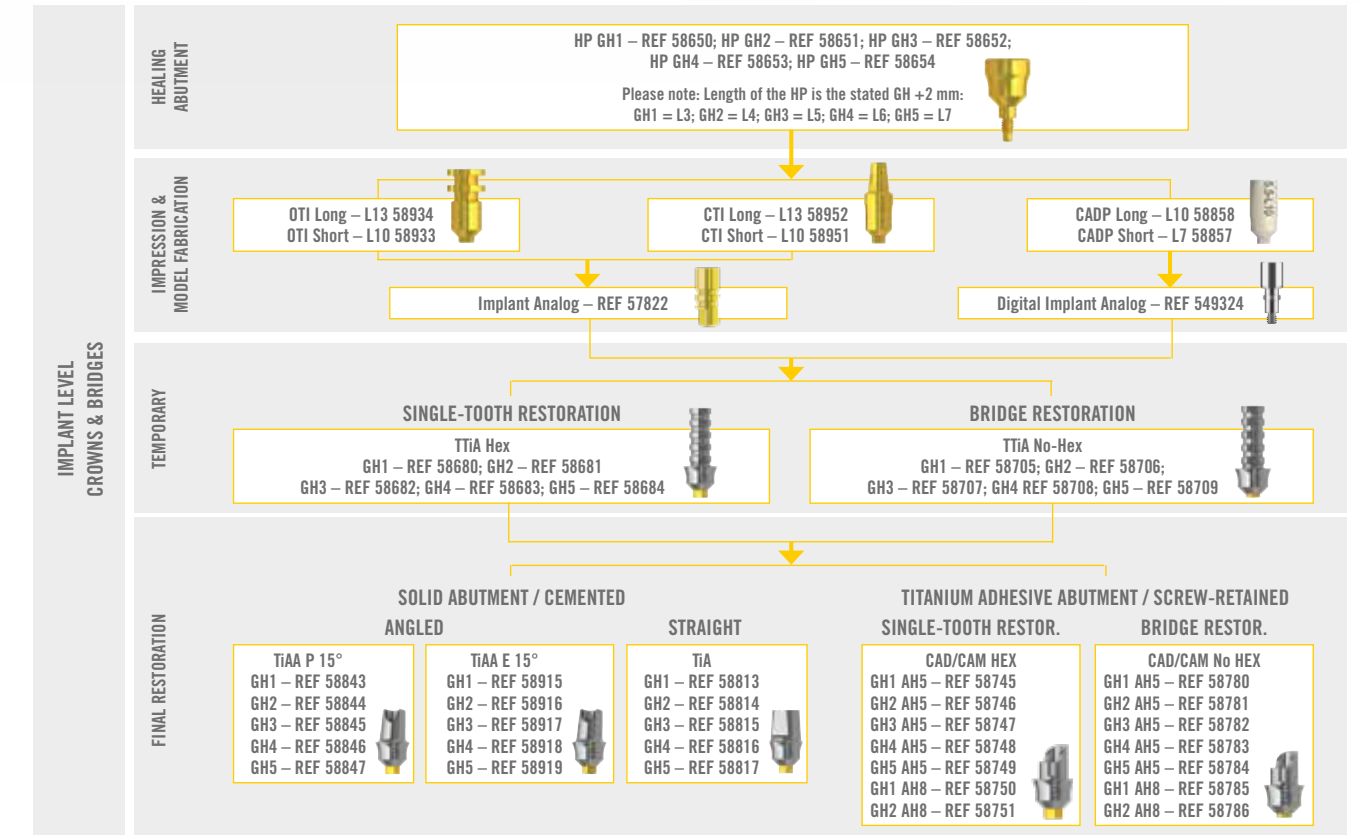 IMPLANT LEVEL
CROWNS & BRIDGES
HEALING
ABUTMENT
HP GH1 – REF 58650; HP GH2 – REF 58651; HP GH3 – REF 58652;
HP GH4 – REF 58653; HP GH5 – REF 58654
Please note: Length of the HP is the stated GH +2 mm:
GH1 = L3; GH2 = L4; GH3 = L5; GH4 = L6; GH5 = L7
IMPRESSION &
MODEL FABRICATION
OTI Long – L13 58934
OTI Short – L10 58933
CTI Long – L13 58952
CTI Short – L10 58951
CADP Long – L10 58858
CADP Short – L7 58857
5.5-L10
Implant Analog – REF 57822
Digital Implant Analog – REF 549324
TEMPORARY
SINGLE-TOOTH RESTORATION
TTiA Hex
GH1 – REF 58680; GH2 – REF 58681
GH3 – REF 58682; GH4 – REF 58683; GH5 – REF 58684
BRIDGE RESTORATION
TTiA No-Hex
GH1 – REF 58705; GH2 – REF 58706;
GH3 – REF 58707; GH4 REF 58708; GH5 – REF 58709
FINAL RESTORATION
SOLID ABUTMENT / CEMENTED
ANGLED
STRAIGHT
TiAA P 15°
GH1 – REF 58843
GH2 – REF 58844
GH3 – REF 58845
GH4 – REF 58846
GH5 – REF 58847
TiAA E 15°
GH1 – REF 58915
GH2 – REF 58916
GH3 – REF 58917
GH4 – REF 58918
GH5 – REF 58919
TiA
GH1 – REF 58813
GH2 – REF 58814
GH3 – REF 58815
GH4 – REF 58816
GH5 – REF 58817
TITANIUM ADHESIVE ABUTMENT / SCREW-RETAINED
SINGLE-TOOTH RESTOR.
BRIDGE RESTOR.
CAD/CAM HEX
GH1 AH5 – REF 58745
GH2 AH5 – REF 58746
GH3 AH5 – REF 58747
GH4 AH5 – REF 58748
GH5 AH5 – REF 58749
GH1 AH8 – REF 58750
GH2 AH8 – REF 58751
CAD/CAM No HEX
GH1 AH5 – REF 58780
GH2 AH5 – REF 58781
GH3 AH5 – REF 58782
GH4 AH5 – REF 58783
GH5 AH5 – REF 58784
GH1 AH8 – REF 58785
GH2 AH8 – REF 58786